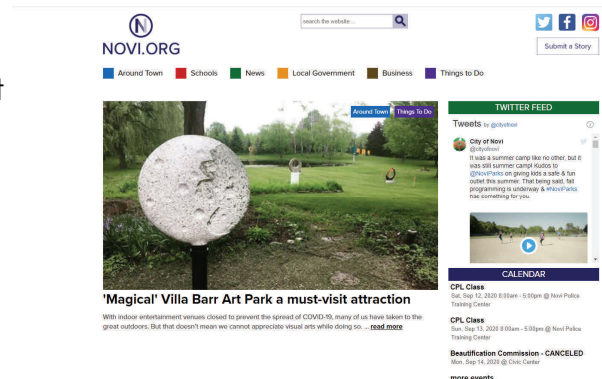 N
NOVI.ORG
search the website ...
Submit a Story
Around Town
Schools
News
Local Government
Business
Things to Do
t
Around Town
Things To Do
'Magical' Villa Barr Art Park a must-visit attraction
With indoor entertainment venues closed to prevent the spread of COVID-19, many of us have taken to the
great outdoors. But that doesn't mean we cannot appreciate visual arts while doing so. ... read more
TWITTER FEED
Tweets by @cityofnovi
City of Novi
@cityofnovi
It was a summer camp like no other, but it
was still summer camp! Kudos to
@NoviParks on giving kids a safe & fun
outlet this summer. That being said, fall
programming is underway & #NoviParks
has something for you.
CALENDAR
CPL Class
Sat, Sep 12, 2020 8:00am - 5:00pm @ Novi Police
Training Center
CPL Class
Sun, Sep 13, 2020 8:00am - 5:00pm @ Novi Police
Training Center
Beautification Commission - CANCELED
Mon, Sep 14, 2020 @ Civic Center
more events